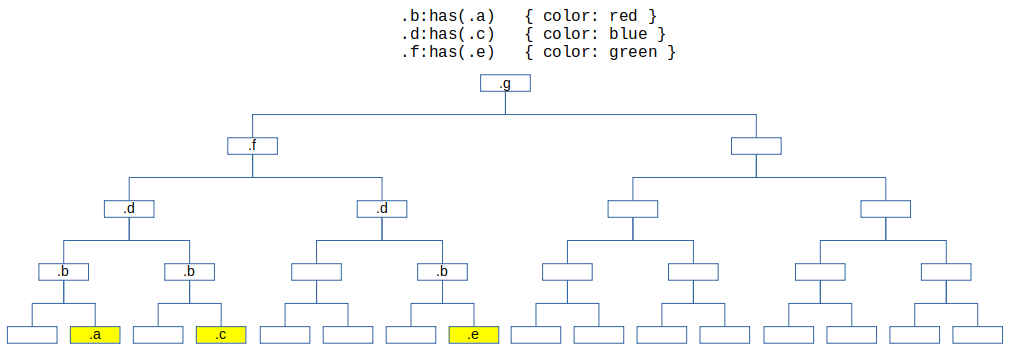 .b:has(.a)   { color: red }
.d:has(.c)   { color: blue }
.f:has(.e)   { color: green }
.g
.f
.d .d
.b .b .b
.a .c .e